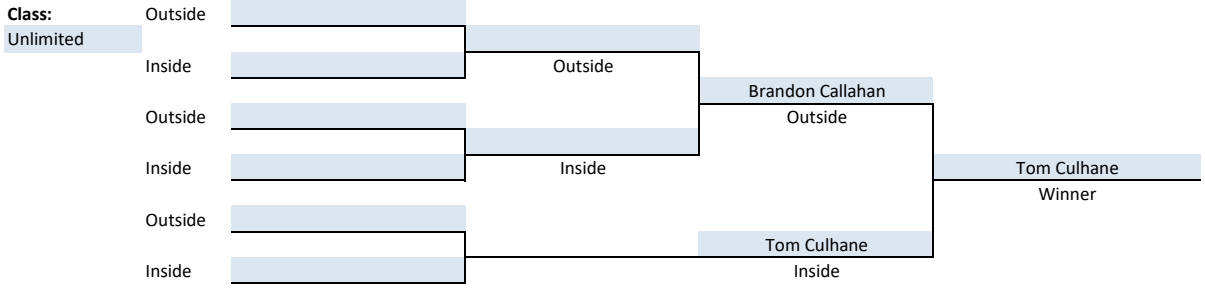 Class: Outside
Unlimited
Inside Outside
Brandon Callahan
Outside Outside
Inside Inside Tom Culhane
Winner
Outside
Tom Culhane
Inside Inside